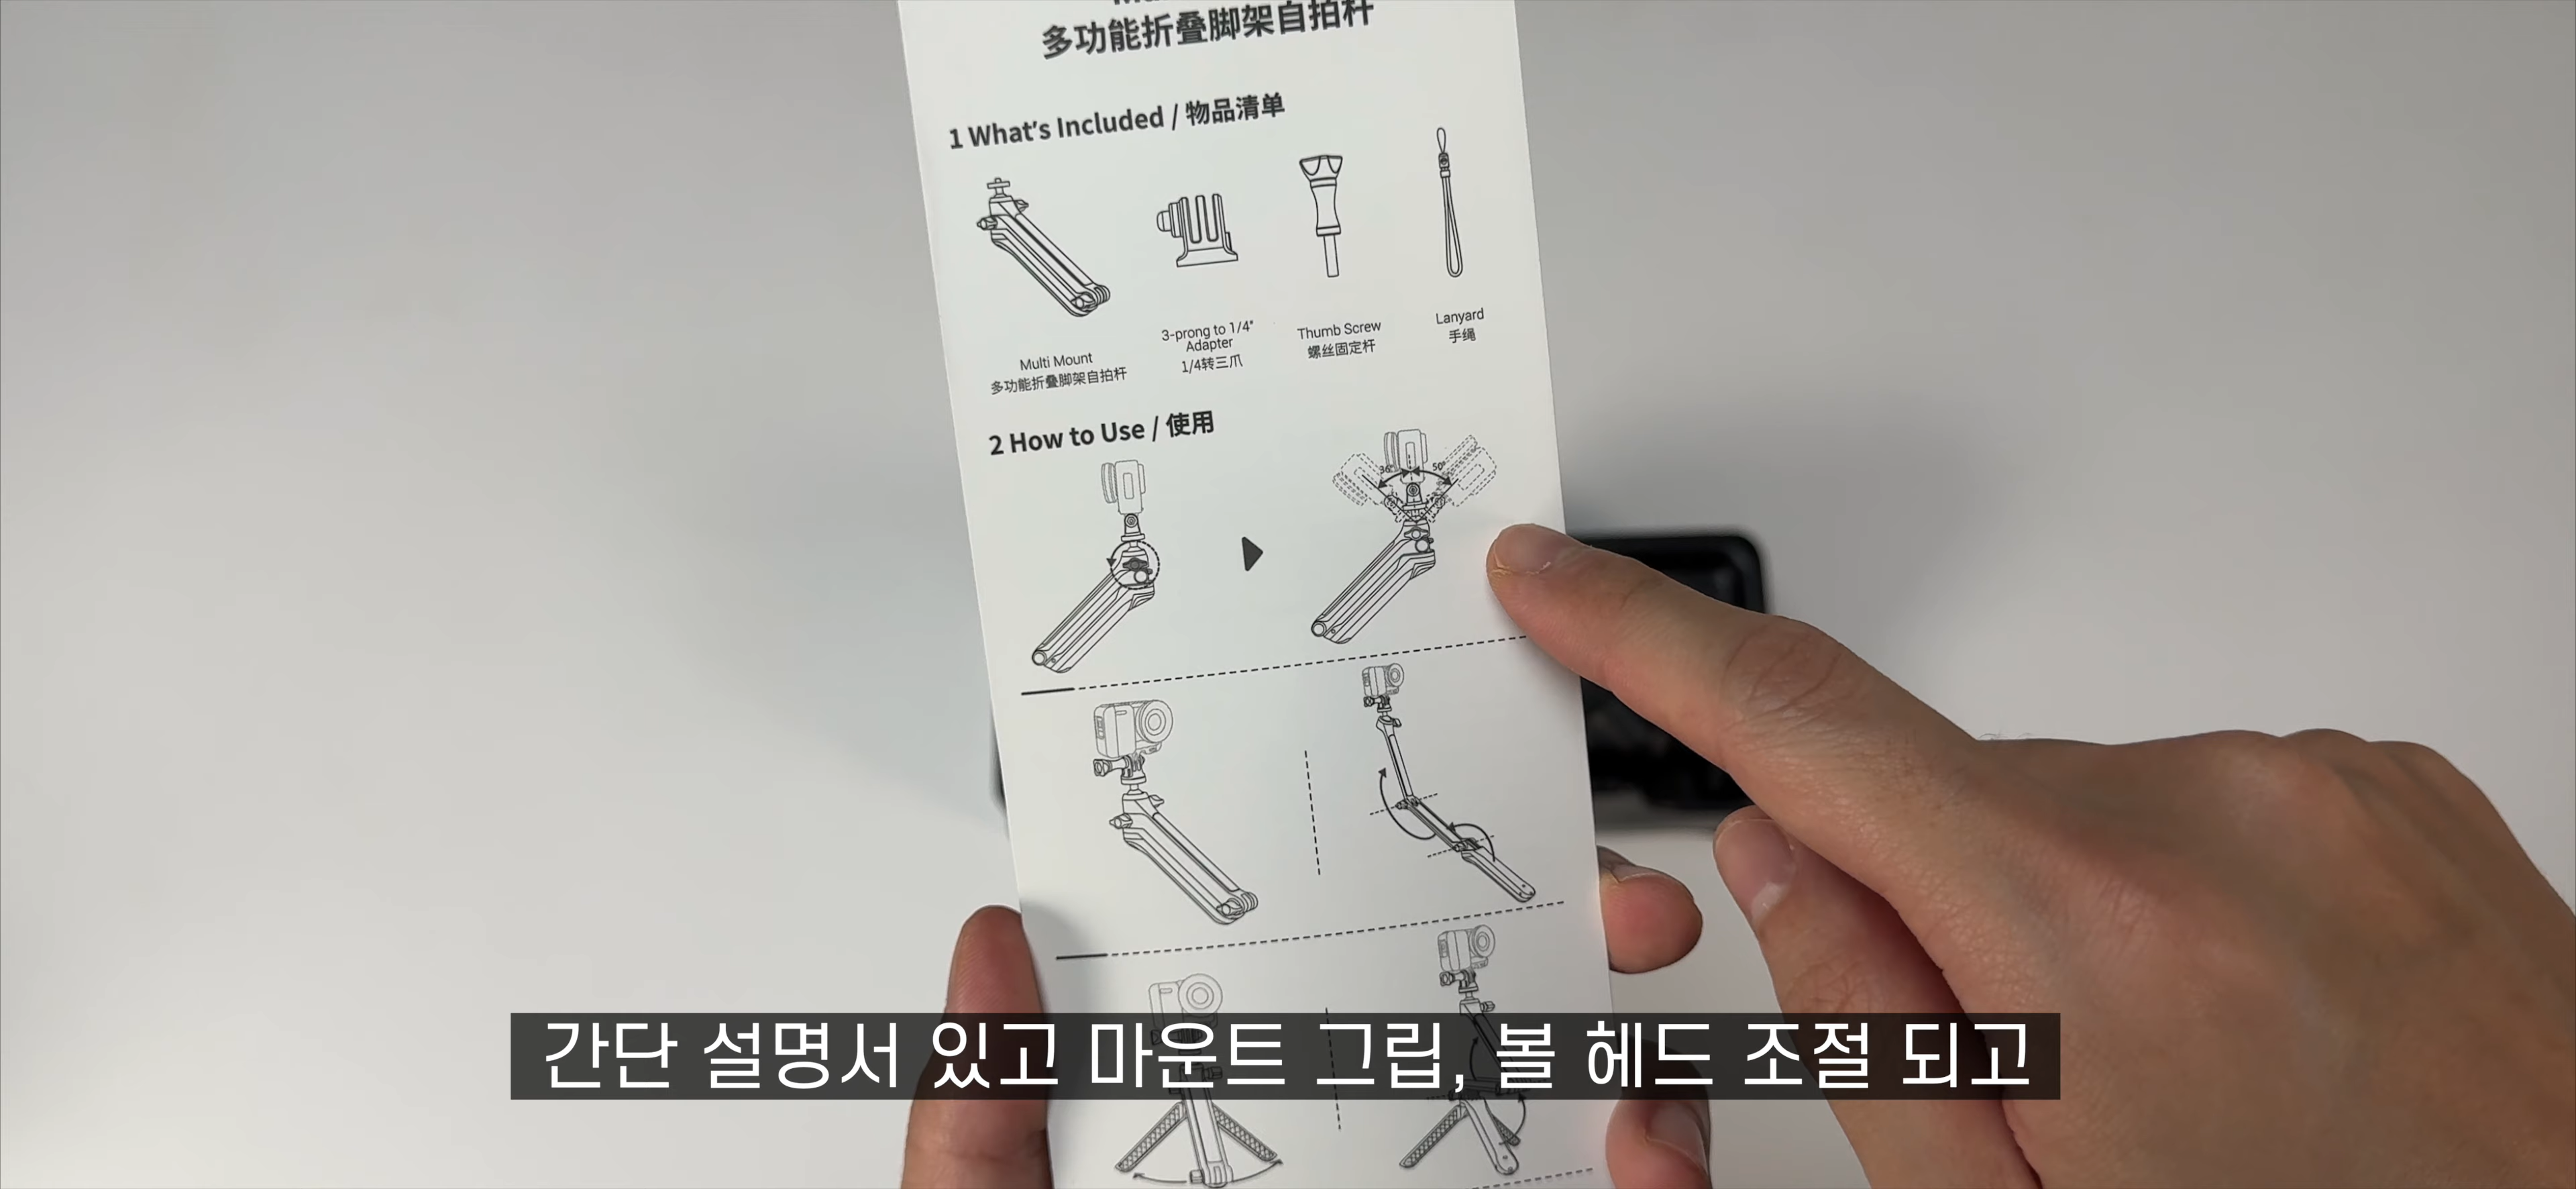 多功能折叠脚架自拍杆
1 What's Included / 物品清单
Multi Mount
多功能折叠脚架自拍杆
3-prong to 1/4"
Adapter
1/4转三爪
Thumb Screw
螺丝固定杆
Lanyard
手绳
2 How to Use / 使用
50°
간단 설명서 있고 마운트 그립, 볼 헤드 조절 되고